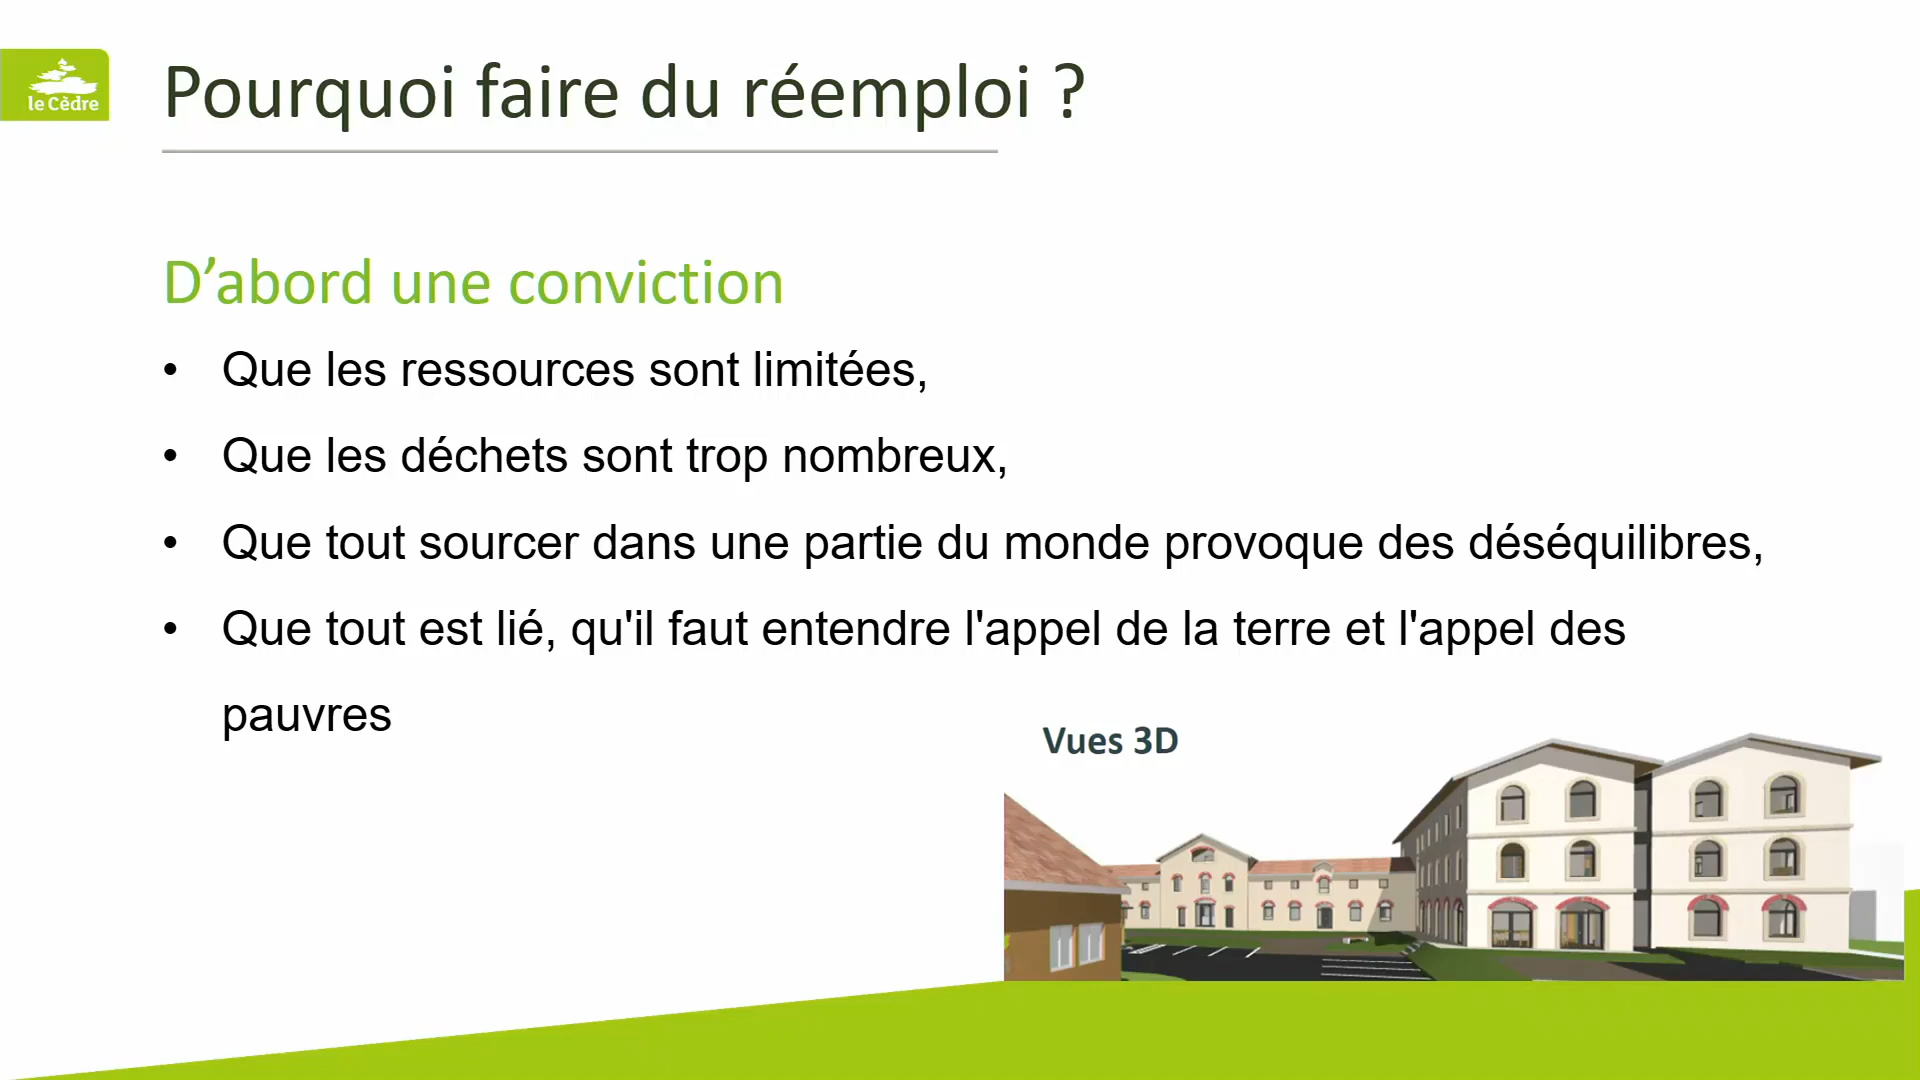 le Cèdre
Pourquoi faire du réemploi ?
D’abord une conviction
• Que les ressources sont limitées,
• Que les déchets sont trop nombreux,
• Que tout sourcer dans une partie du monde provoque des déséquilibres,
• Que tout est lié, qu'il faut entendre l'appel de la terre et l'appel des
pauvres
Vues 3D